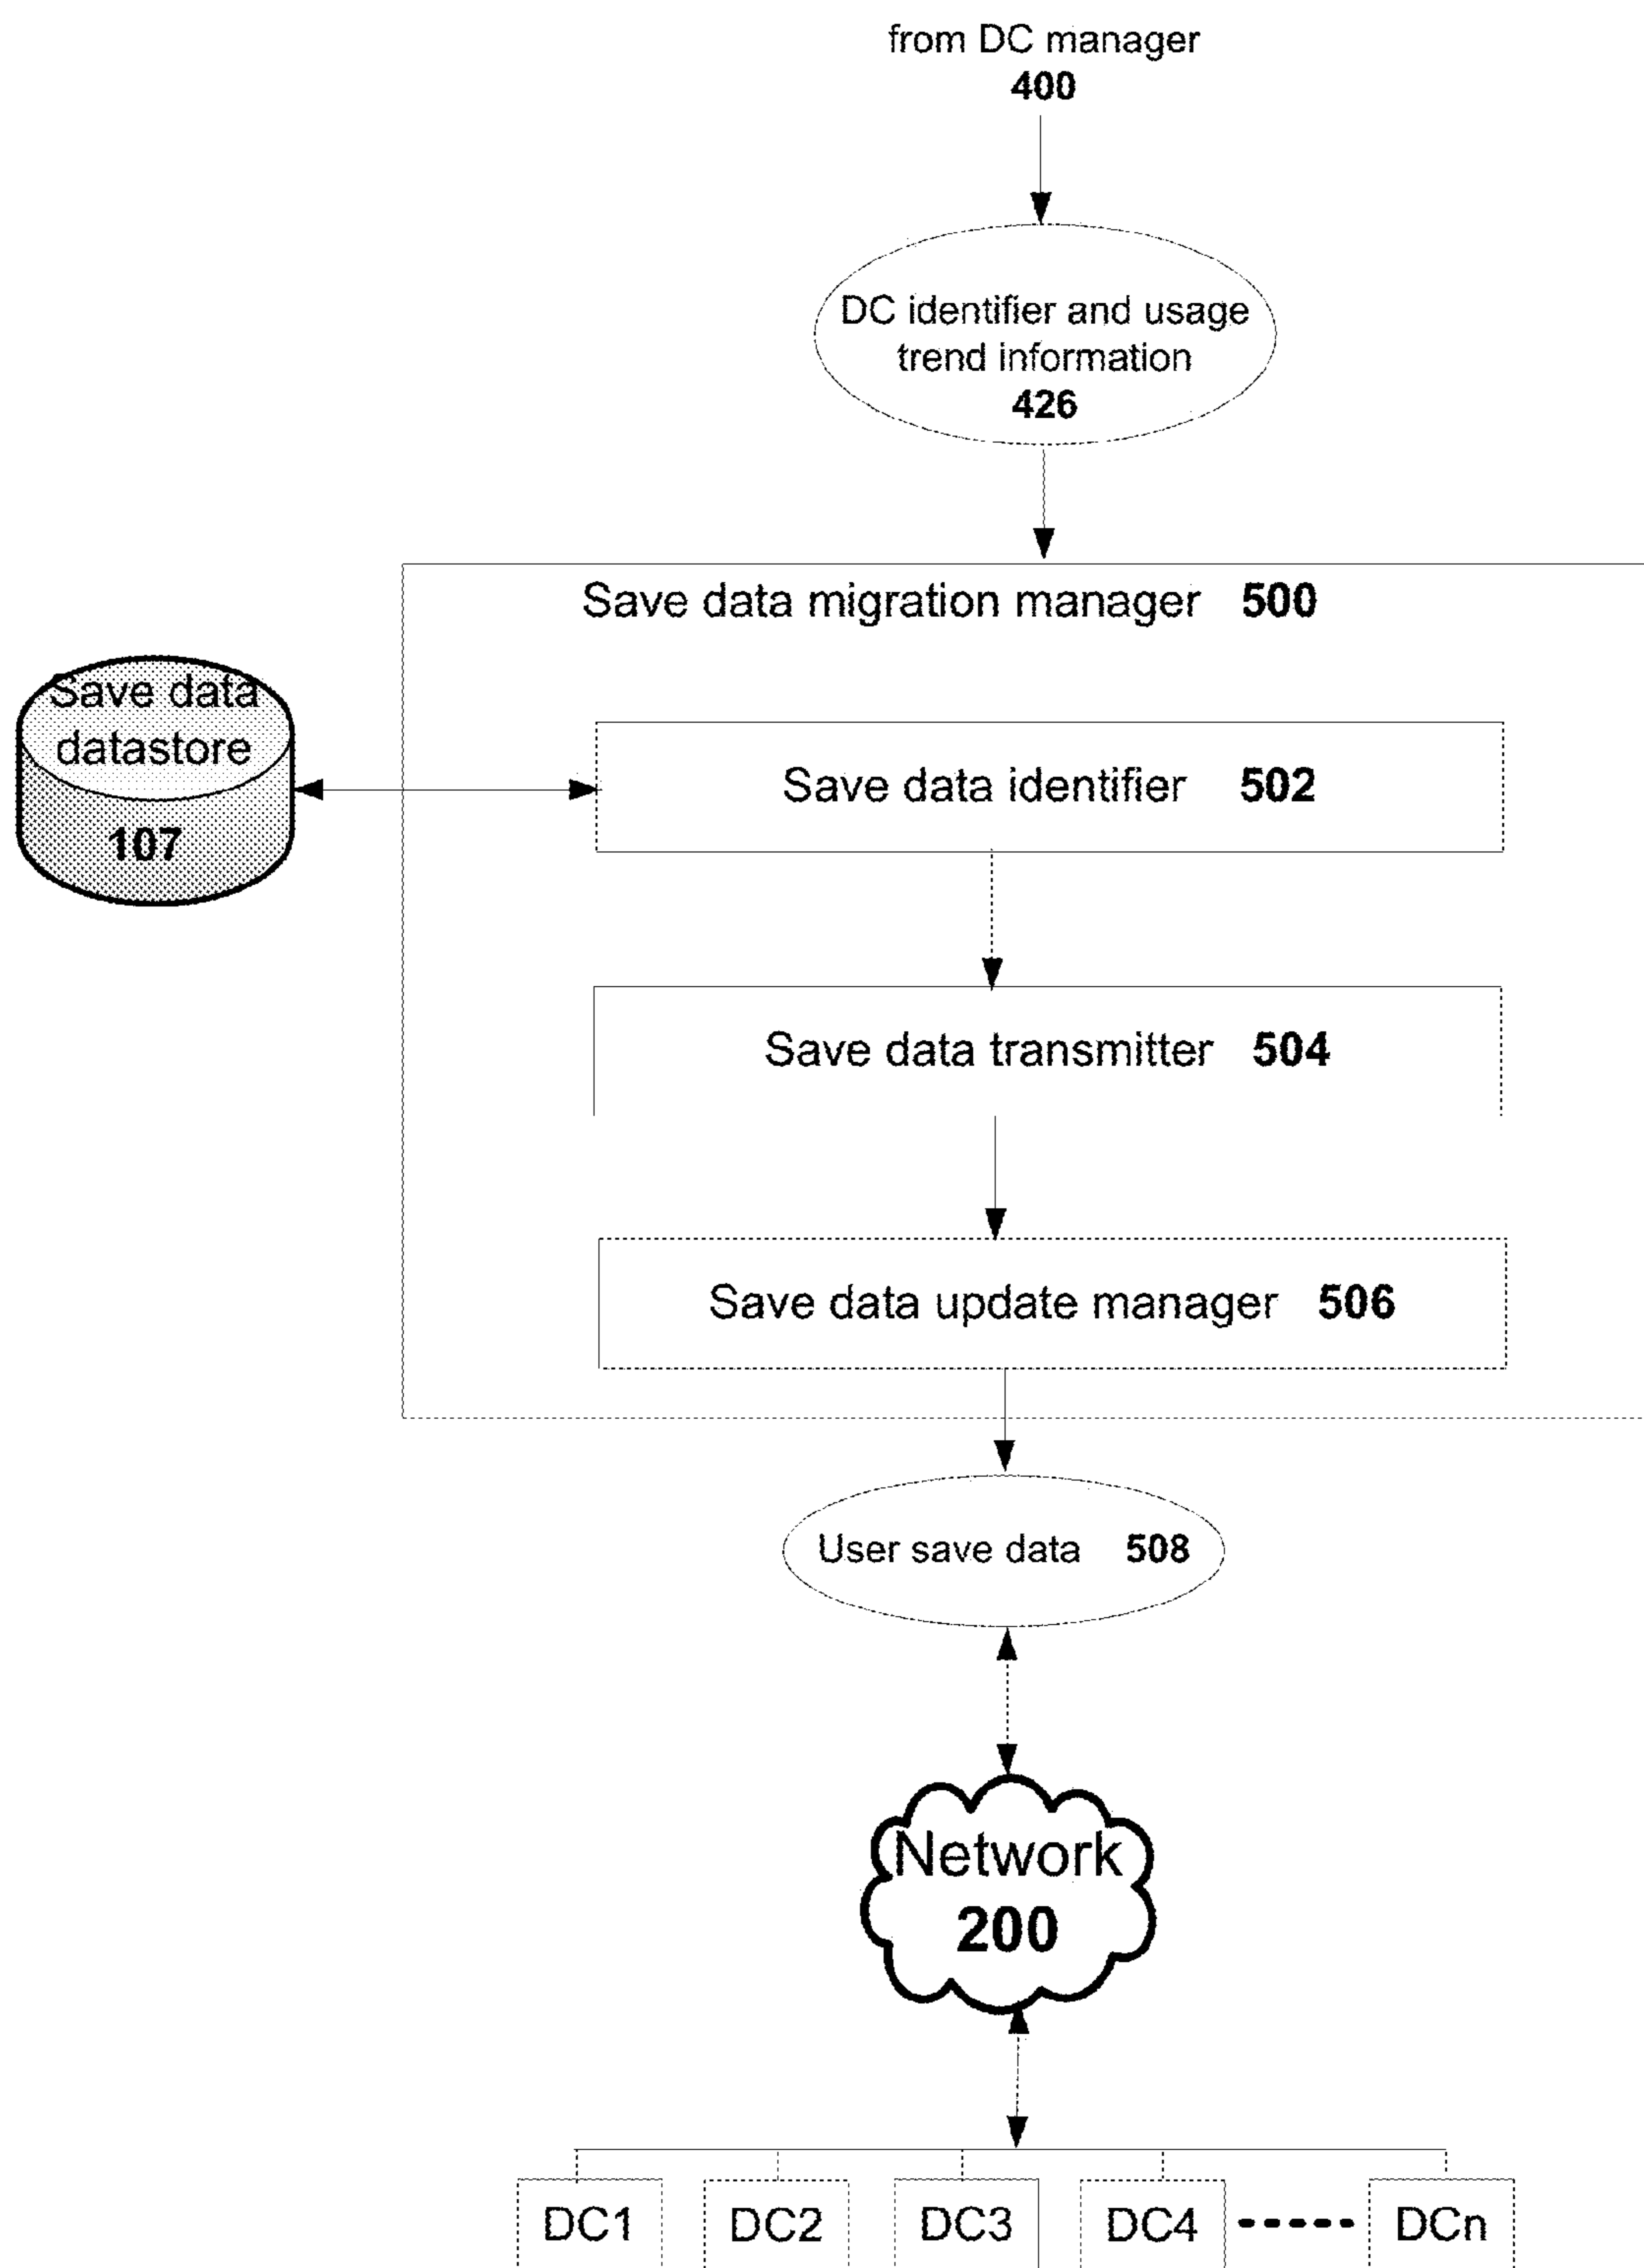 from DC manager
400
DC identifier and usage
trend information
426
Save data migration manager 500
Save data
datastore
107
Save data identifier 502
Save data transmitter 504
Save data update manager 506
User save data 508
Network
200
DC1 DC2 DC3 DC4 DCn